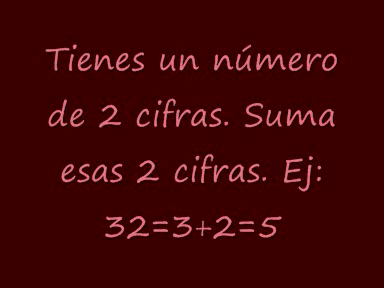 Tienes un número
de 2 cifras. Suma
esas 2 cifras. Ej:
32=3+2=5